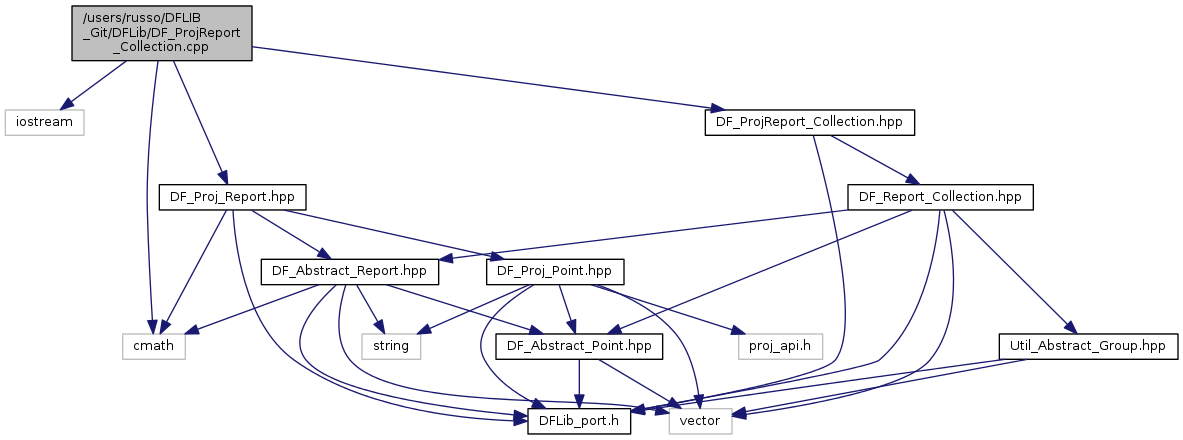 /users/russo/DFLIB
_Git/DFLib/DF_ProjReport
_Collection.cpp
iostream
DF_ProjReport_Collection.hpp
DF_Proj_Report.hpp
DF_Report_Collection.hpp
DF_Abstract_Report.hpp
DF_Proj_Point.hpp
cmath
string
DF_Abstract_Point.hpp
proj_api.h
Util_Abstract_Group.hpp
DFLib_port.h
vector